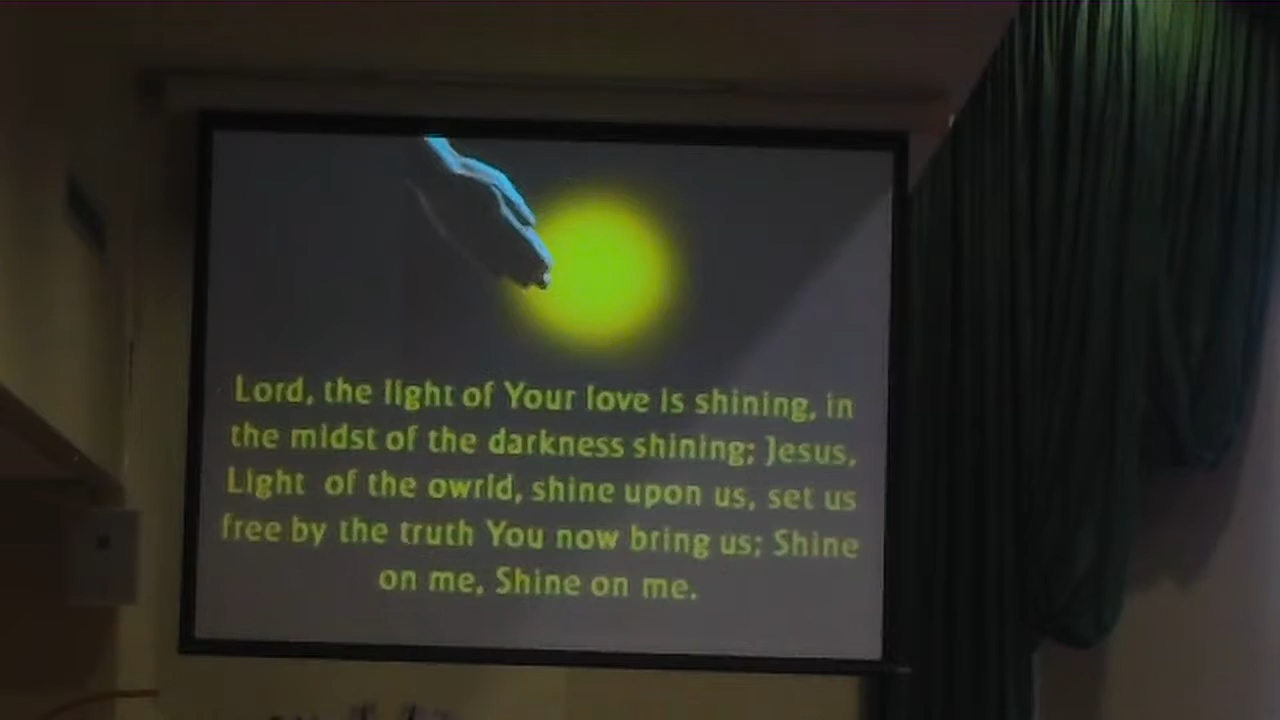 Lord, the light of Your love is shining, in
the midst of the darkness shining; Jesus,
Light of the owrld, shine upon us, set us
free by the truth You now bring us; Shine
on me, Shine on me.